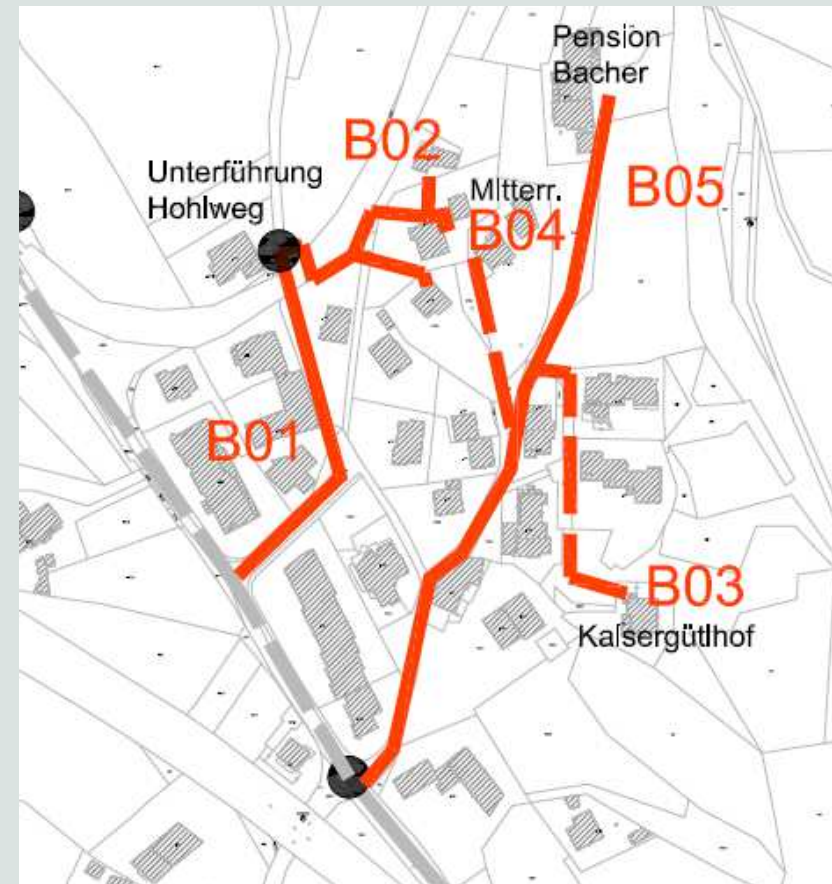 Pension
Bacher
B02
Unterführung
Hohlweg
Mitterr.
B05
B04
B01
B03
Kaisergütlhof